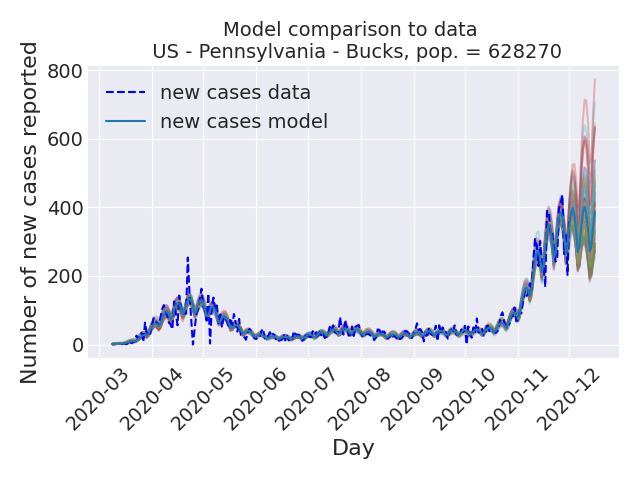 Model comparison to data
US - Pennsylvania - Bucks, pop. = 628270
Number of new cases reported
800
600
400
200
0
new cases data
new cases model
2020-03
2020-04
2020-05
2020-06
2020-07
2020-08
2020-09
2020-10
2020-11
2020-12
Day